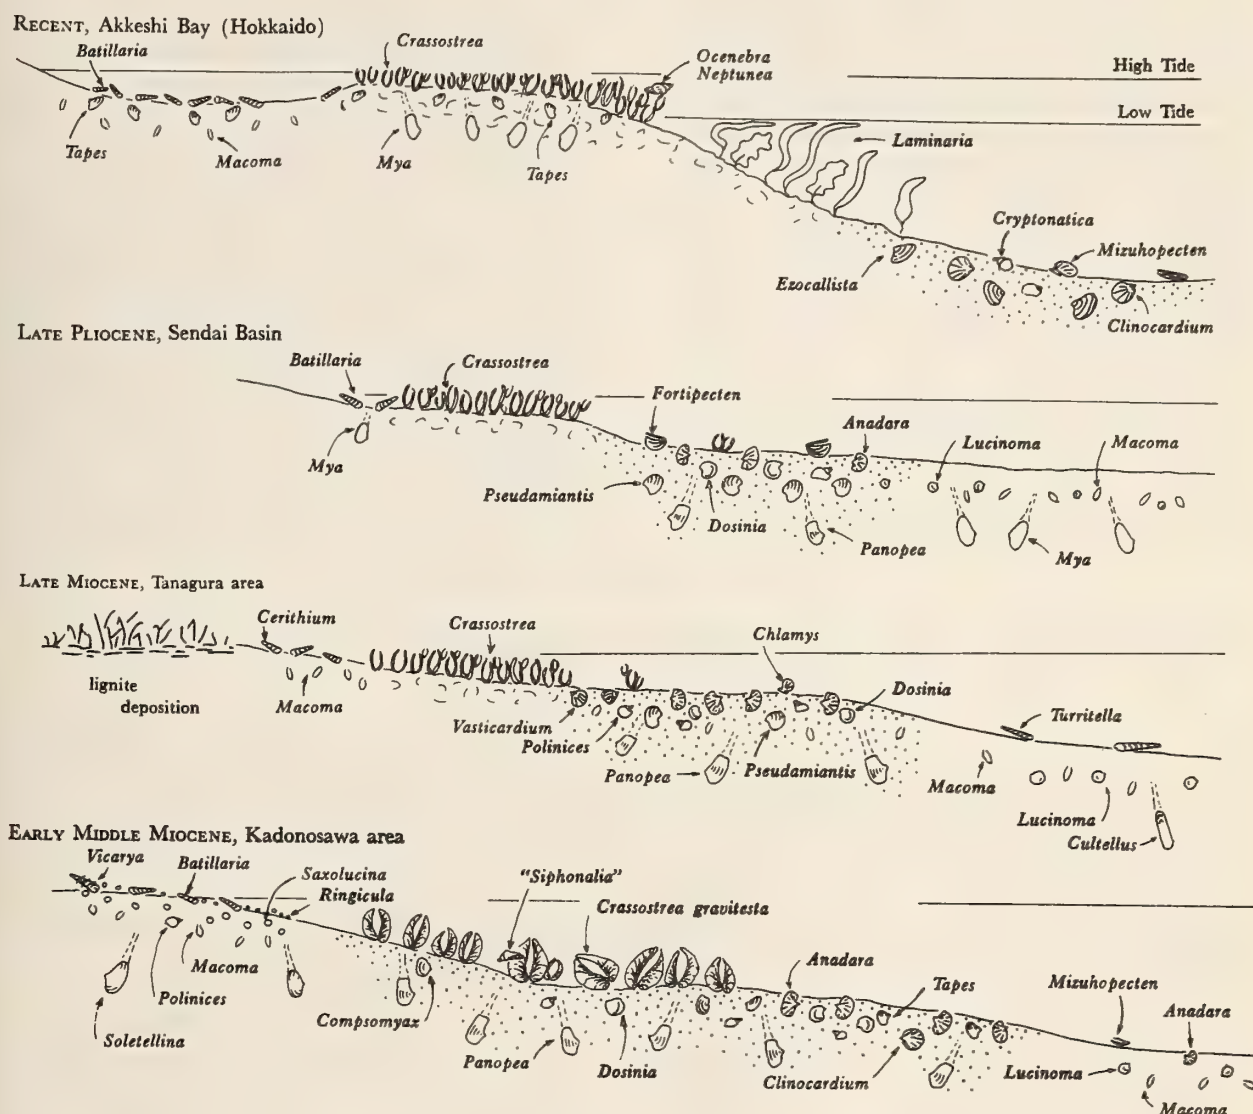 RECENT, Akkeshi Bay (Hokkaido)
Batillaria
Crassostrea
Ocenebra
Neptunea
High Tide
Low Tide
Tapes
Macoma
Mya
Tapes
Laminaria
Cryptonatica
Mizuhopecten
Ezocallista
Clinocardium
LATE PLIOCENE, Sendai Basin
Batillaria
Crassostrea
Fortipecten
Anadara
Lucinoma
Macoma
Mya
Pseudamiantis
Dosinia
Panopea
Mya
LATE MIOCENE, Tanagura area
Cerithium
Crassostrea
Chlamys
Dosinia
lignite
deposition
Macoma
Vasticardium
Polinices
Turritella
Panopea
Pseudamiantis
Macoma
Lucinoma
Cultellus
EARLY MIDDLE MIOCENE, Kadonosawa area
Vicarya
Batillaria
Saxolucina
Ringicula
"Siphonalia"
Crassostrea gravitesta
Anadara
Tapes
Mizuhopecten
Anadara
Macoma
Polinices
Soletellina
Compsomyax
Panopea
Dosinia
Clinocardium
Lucinoma
Macoma